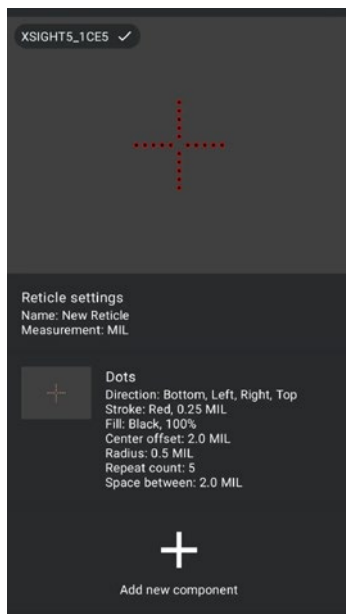 XSIGHT5_1CE5
Reticle settings
Name: New Reticle
Measurement: MIL
Dots
Direction: Bottom, Left, Right, Top
Stroke: Red, 0.25 MIL
Fill: Black, 100%
Center offset: 2.0 MIL
Radius: 0.5 MIL
Repeat count: 5
Space between: 2.0 MIL
Add new component